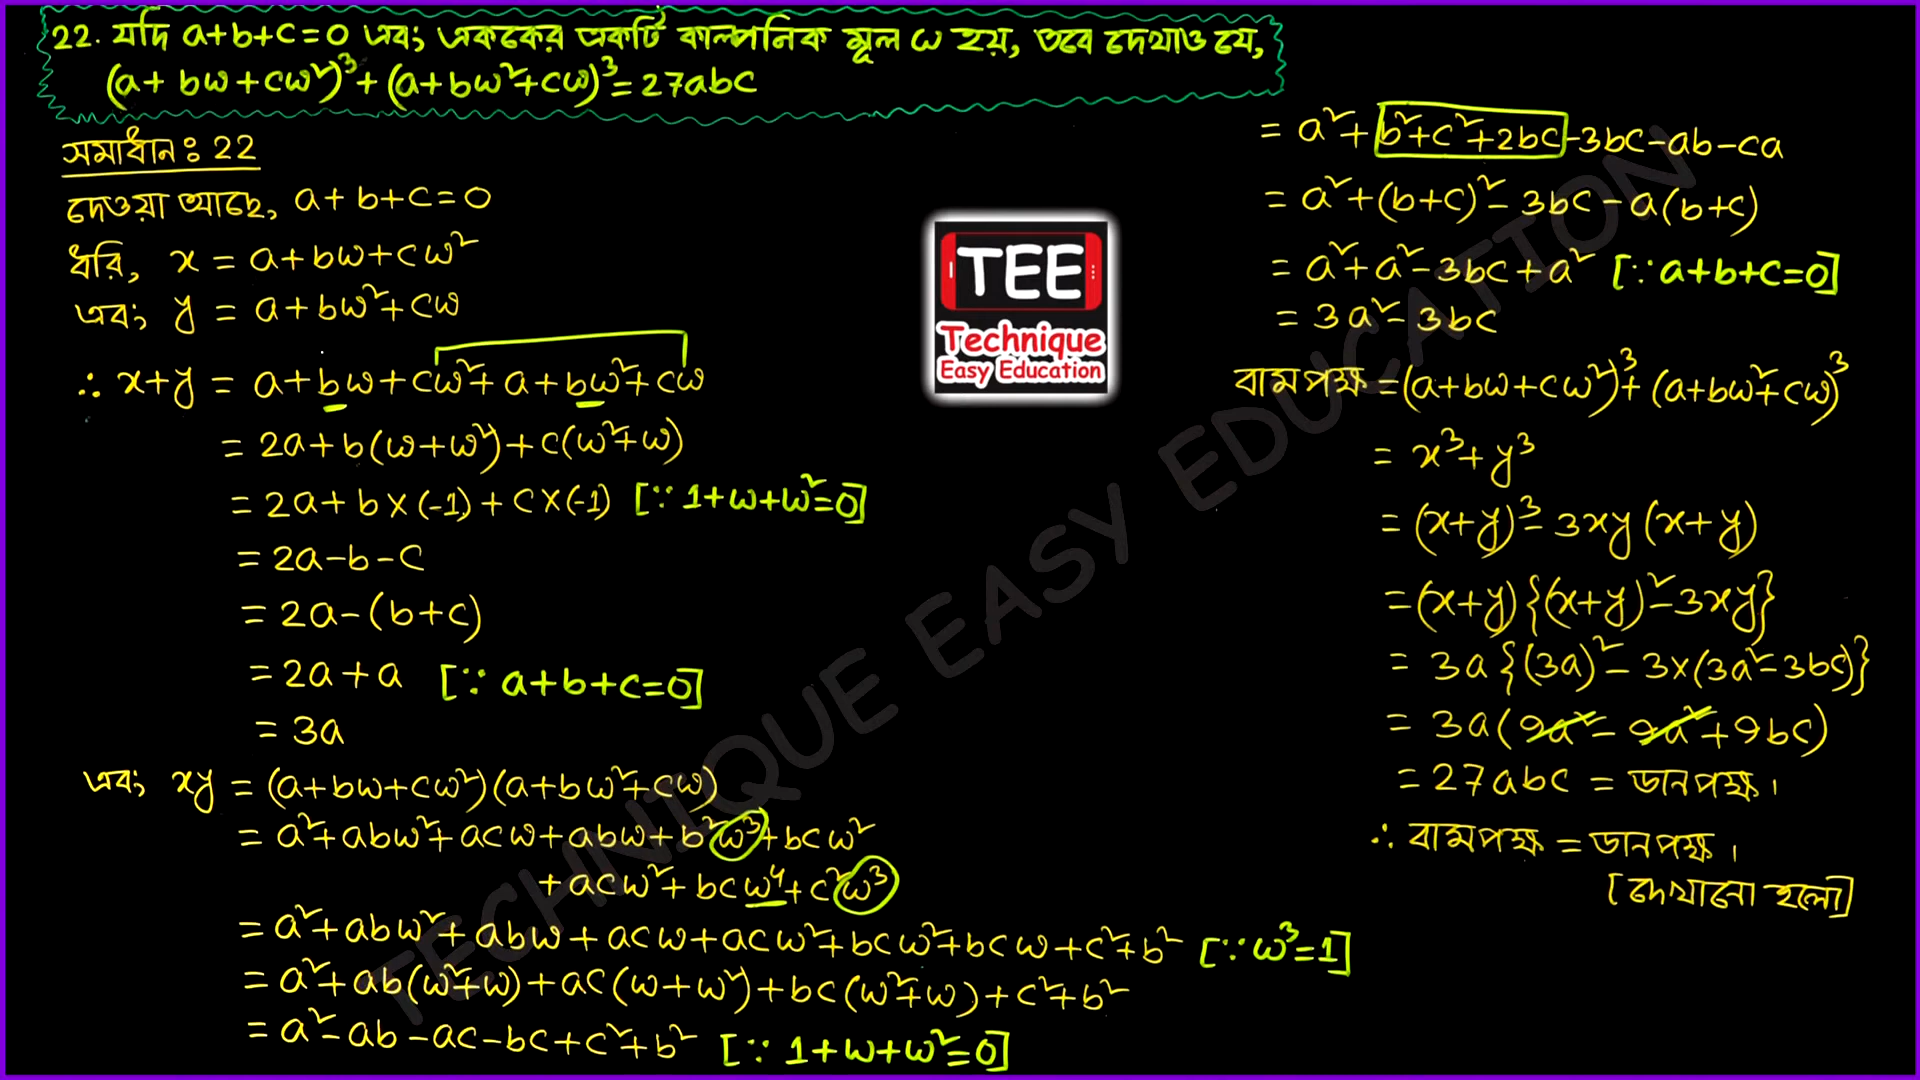 22. যদি a+b+c=0 এবং এককের একটি কাল্পনিক মূল ω হয়, তবে দেখাও যে,
(a+bω+cω²)³+(a+bω²+cω)³=27abc
সমাধান: 22
দেওয়া আছে, a+b+c=0
ধরি, x = a+bω+cω²
এবং y = a+bω²+cω
∴ x+y = a+bω+cω²+a+bω²+cω
= 2a+b(ω+ω²)+c(ω²+ω)
= 2a+b×(-1)+c×(-1) [∵ 1+ω+ω²=0]
= 2a-b-c
= 2a-(b+c)
= 2a+a [∵ a+b+c=0]
= 3a
এবং xy = (a+bω+cω²)(a+bω²+cω)
= a²+abω²+acω+abω+b²ω³+bcω²
+acω²+bcω⁴+c²ω³
= a²+abω²+abω+acω+acω²+bcω²+bcω+c²+b² [∵ω³=1]
= a²+ab(ω²+ω)+ac(ω+ω²)+bc(ω²+ω)+c²+b²
= a²-ab-ac-bc+c²+b² [∵ 1+ω+ω²=0]
= a²+b²+c²+2bc-3bc-ab-ca
= a²+(b+c)²-3bc-a(b+c)
= a²+a²-3bc+a² [∵a+b+c=0]
= 3a²-3bc
বামপক্ষ =(a+bω+cω²)³+(a+bω²+cω)³
= x³+y³
= (x+y)³-3xy(x+y)
=(x+y){(x+y)²-3xy}
= 3a{(3a)²-3×(3a²-3bc)}
= 3a(9a²-9a²+9bc)
= 27abc = ডানপক্ষ।
∴ বামপক্ষ = ডানপক্ষ।
[দেখানো হলো]
TEE
Technique
Easy Education
TECHNIQUE EASY EDUCATION